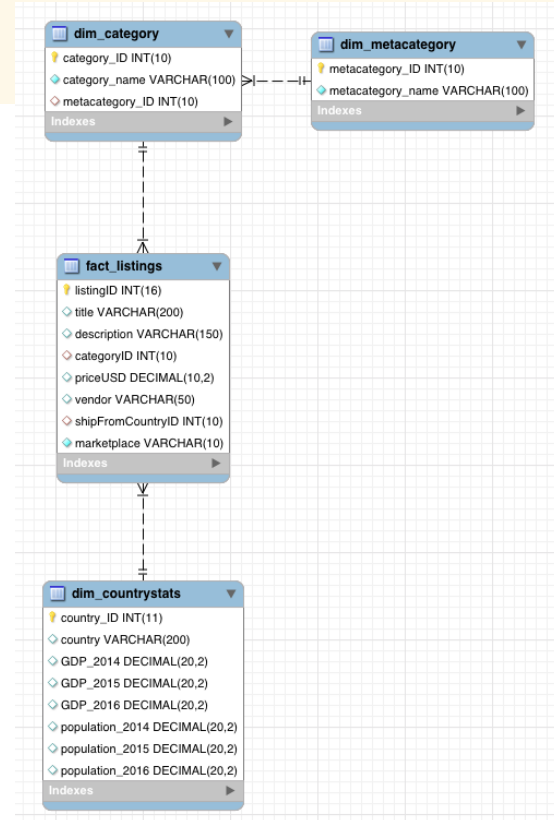 dim_category
category_ID INT(10)
category_name VARCHAR(100)
metacategory_ID INT(10)
Indexes
dim_metacategory
metacategory_ID INT(10)
metacategory_name VARCHAR(100)
Indexes
fact_listings
listingID INT(16)
title VARCHAR(200)
description VARCHAR(150)
categoryID INT(10)
priceUSD DECIMAL(10,2)
vendor VARCHAR(50)
shipFromCountryID INT(10)
marketplace VARCHAR(10)
Indexes
dim_countrystats
country_ID INT(11)
country VARCHAR(200)
GDP_2014 DECIMAL(20,2)
GDP_2015 DECIMAL(20,2)
GDP_2016 DECIMAL(20,2)
population_2014 DECIMAL(20,2)
population_2015 DECIMAL(20,2)
population_2016 DECIMAL(20,2)
Indexes